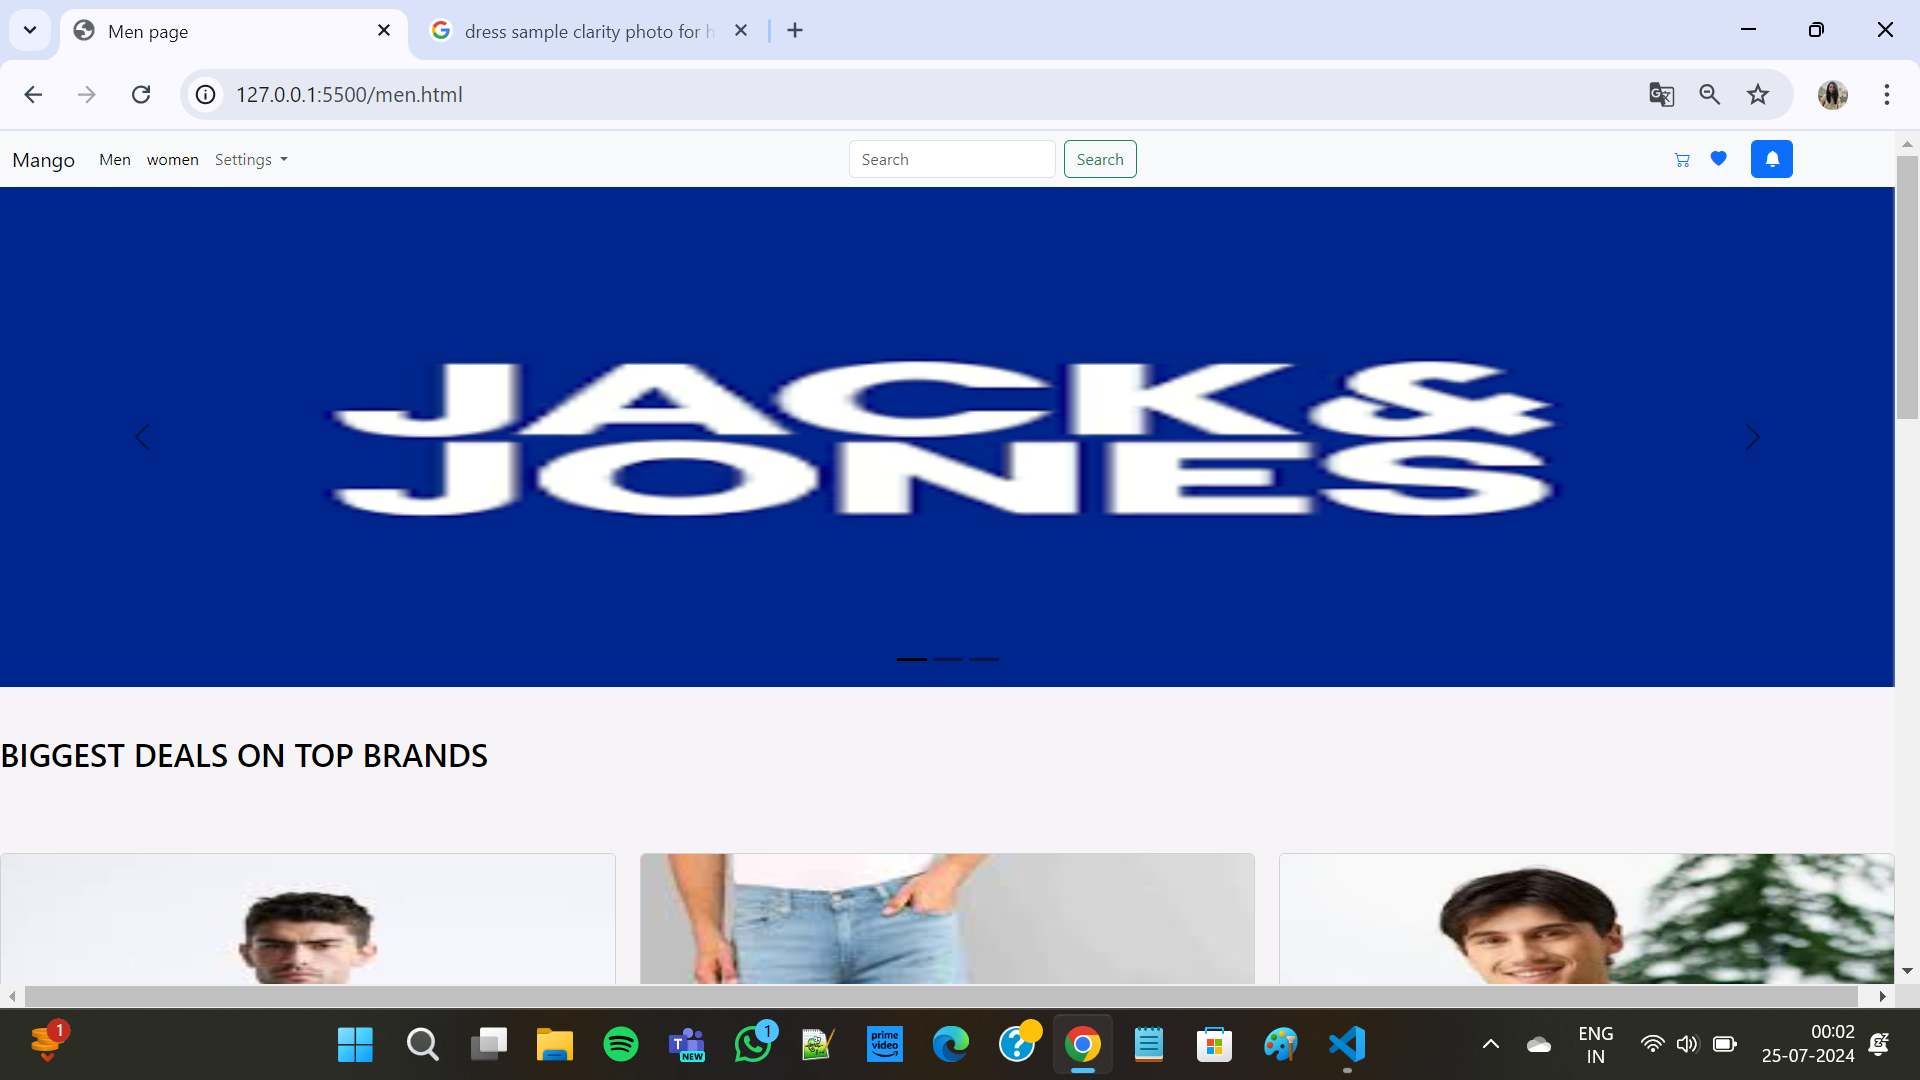 Men page
dress sample clarity photo for h
127.0.0.1:5500/men.html
Mango Men women Settings Search Search
JACK &
JONES
BIGGEST DEALS ON TOP BRANDS
1
NEW
1
prime
video
ENG
IN
00:02
25-07-2024